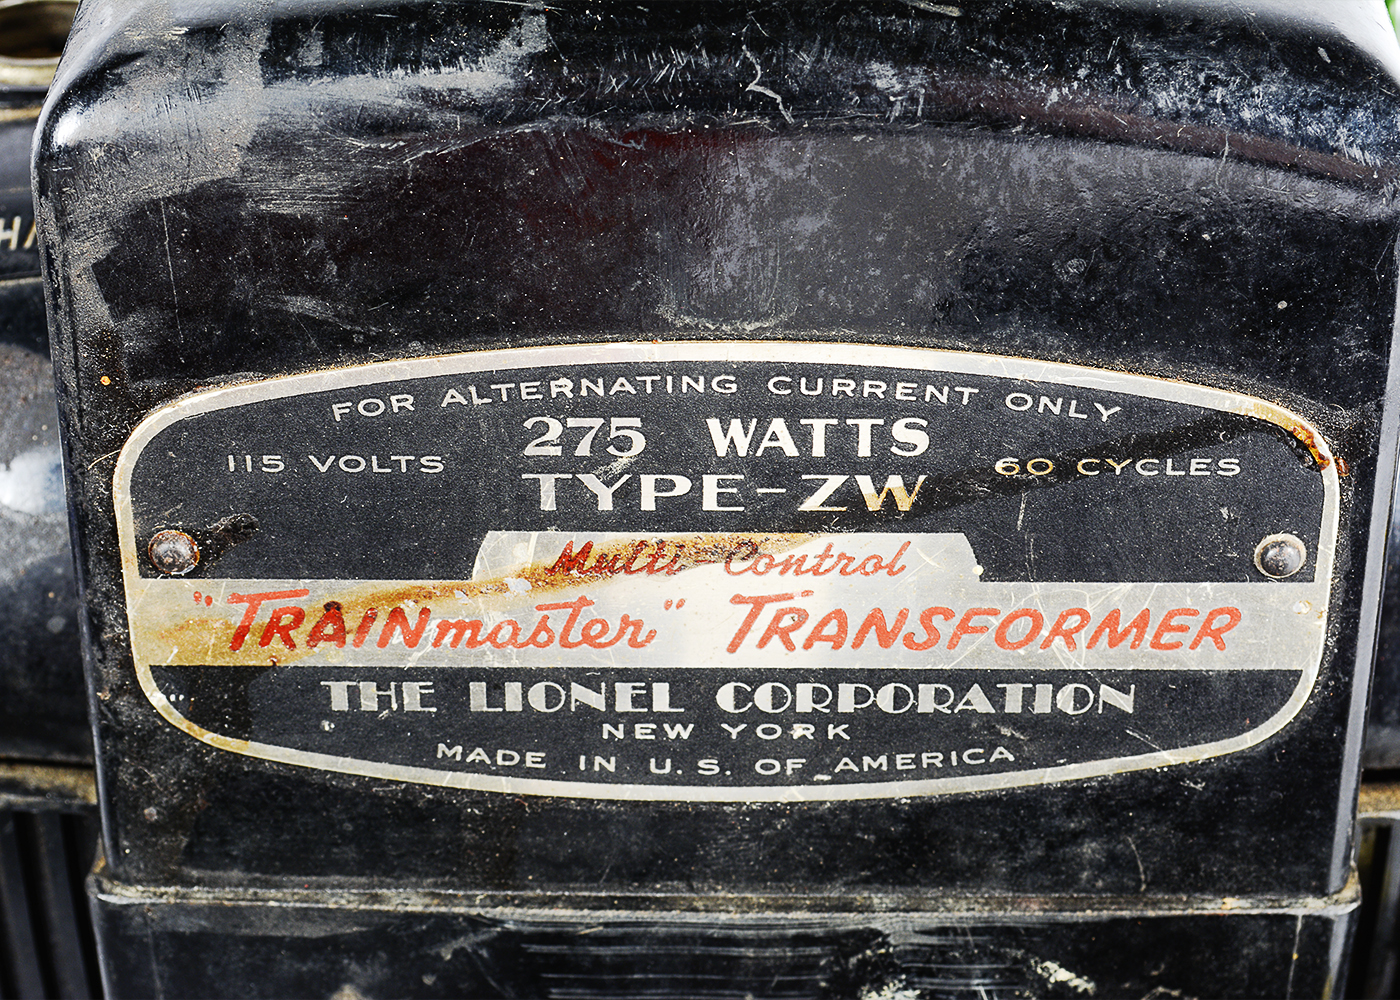 FOR ALTERNATING CURRENT ONLY
275 WATTS
115 VOLTS
60 CYCLES
TYPE-ZW
Multi Control
"TRAINmaster" TRANSFORMER
THE LIONEL CORPORATION
NEW YORK
MADE IN U.S. OF AMERICA